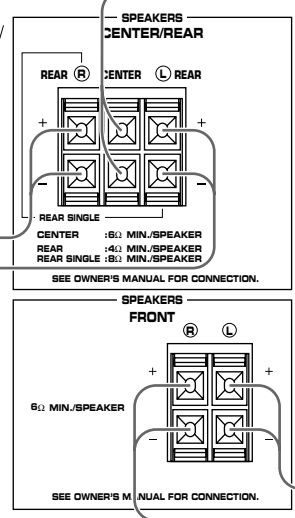 SPEAKERS
CENTER/REAR
REAR R CENTER L REAR
+ +
− −
REAR SINGLE
CENTER :6Ω MIN./SPEAKER
REAR :4Ω MIN./SPEAKER
REAR SINGLE :8Ω MIN./SPEAKER
SEE OWNER'S MANUAL FOR CONNECTION.
SPEAKERS
FRONT
R L
+ +
6Ω MIN./SPEAKER
− −
SEE OWNER'S MANUAL FOR CONNECTION.